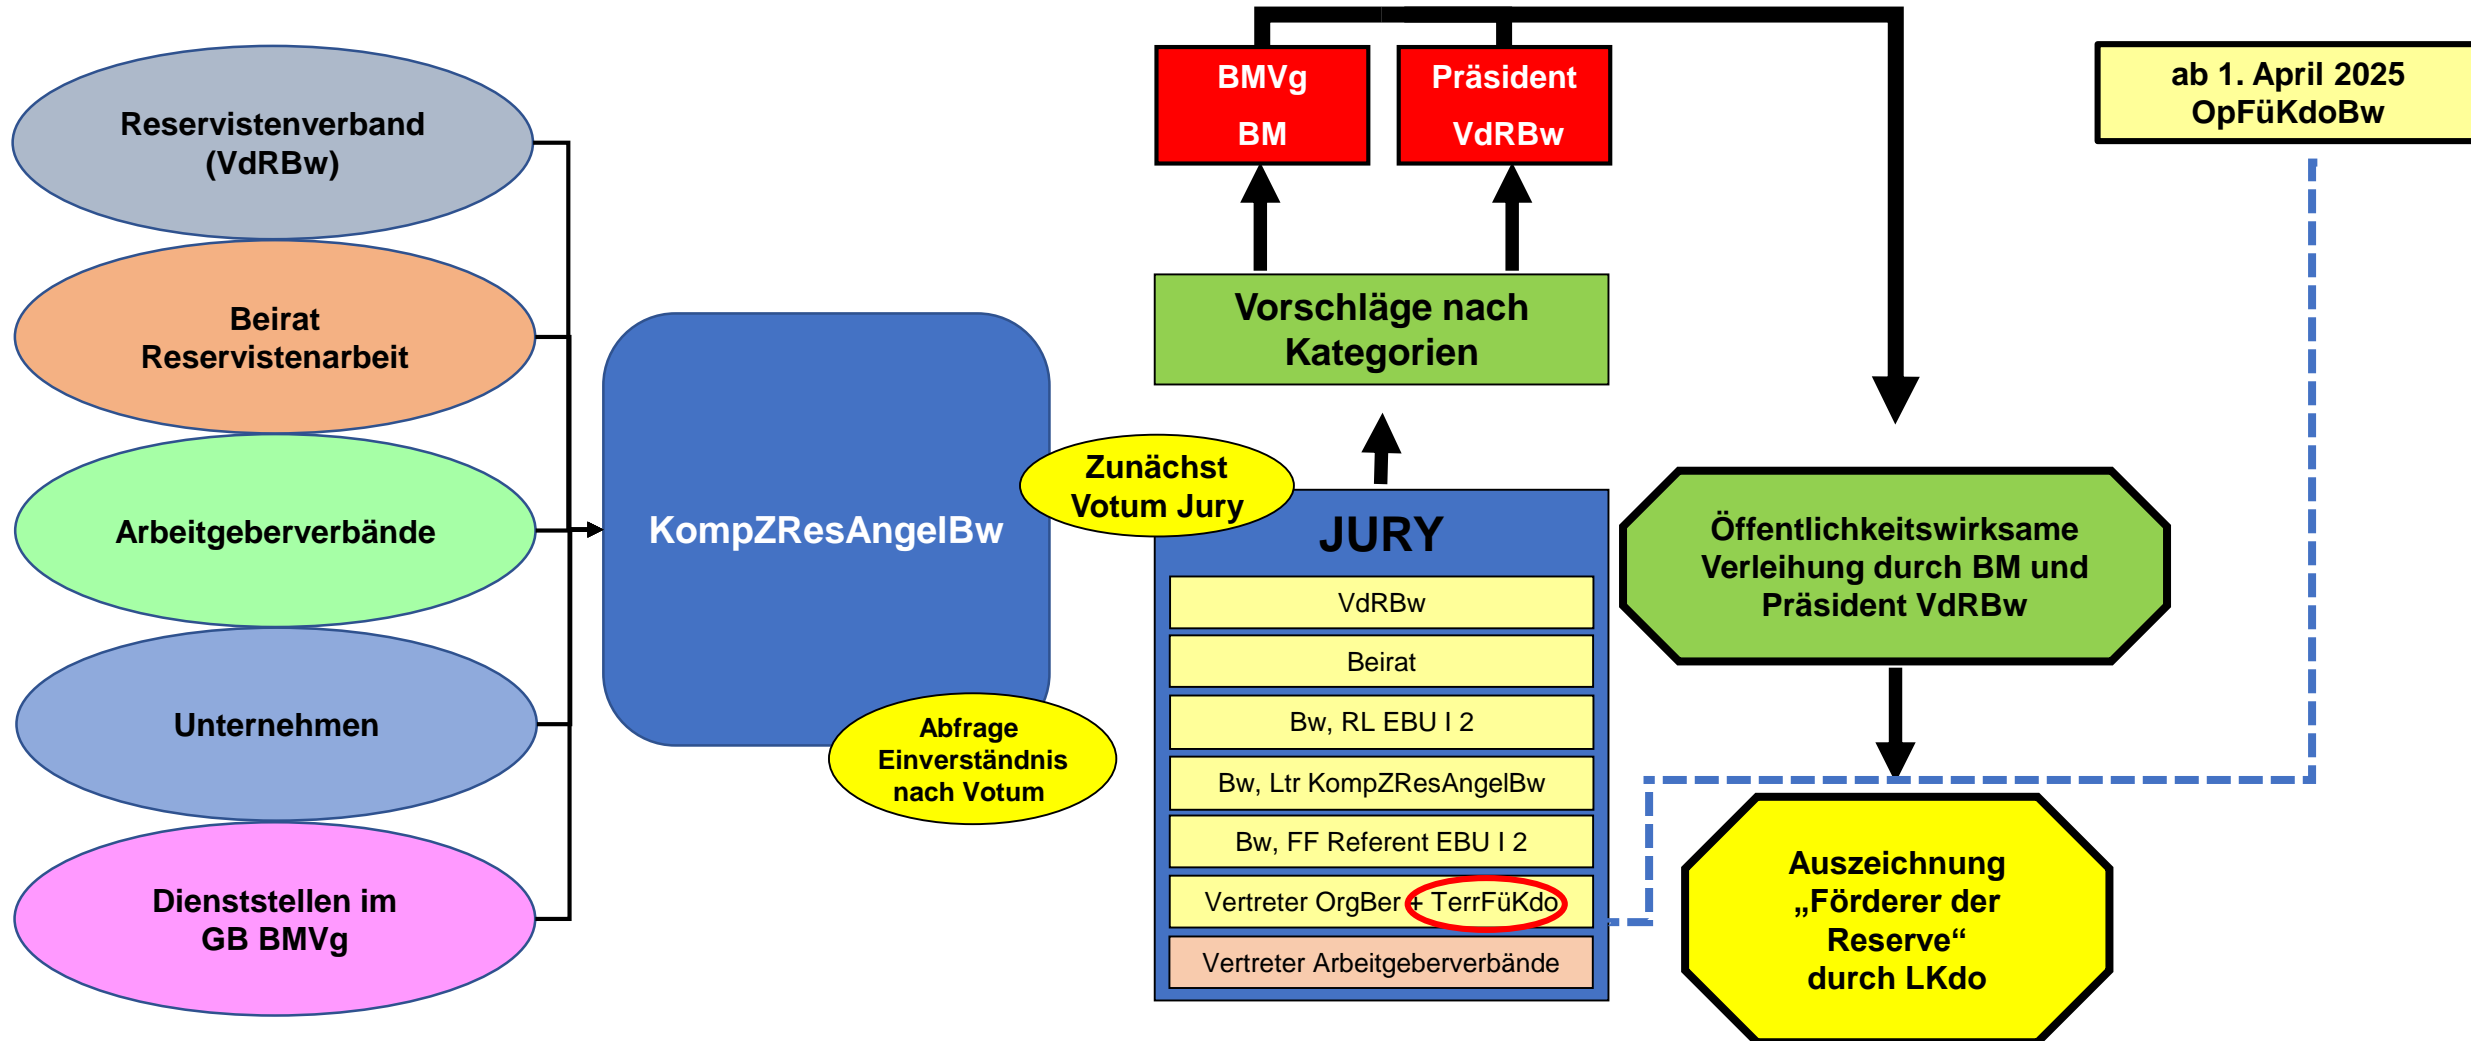 Reservistenverband
(VdRBw)
Beirat
Reservistenarbeit
Arbeitgeberverbände
Unternehmen
Dienststellen im
GB BMVg
KompZResAngelBw
Zunächst
Votum Jury
Abfrage
Einverständnis
nach Votum
BMVg
BM
Präsident
VdRBw
Vorschläge nach
Kategorien
JURY
VdRBw
Beirat
Bw, RL EBU I 2
Bw, Ltr KompZResAngelBw
Bw, FF Referent EBU I 2
Vertreter OrgBer + TerrFüKdo
Vertreter Arbeitgeberverbände
ab 1. April 2025
OpFüKdoBw
Öffentlichkeitswirksame
Verleihung durch BM und
Präsident VdRBw
Auszeichnung
„Förderer der
Reserve“
durch LKdo